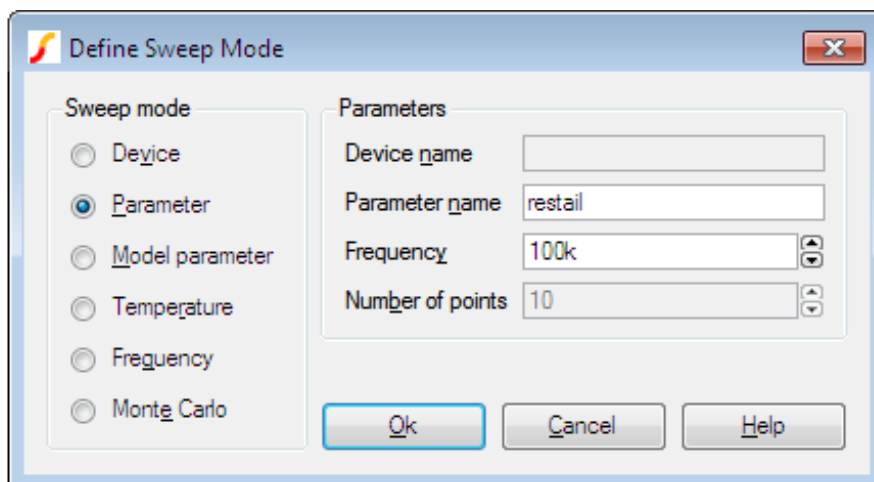 Define Sweep Mode
Sweep mode
Device
Parameter
Model parameter
Temperature
Frequency
Monte Carlo
Parameters
Device name
Parameter name restail
Frequency 100k
Number of points 10
Ok Cancel Help